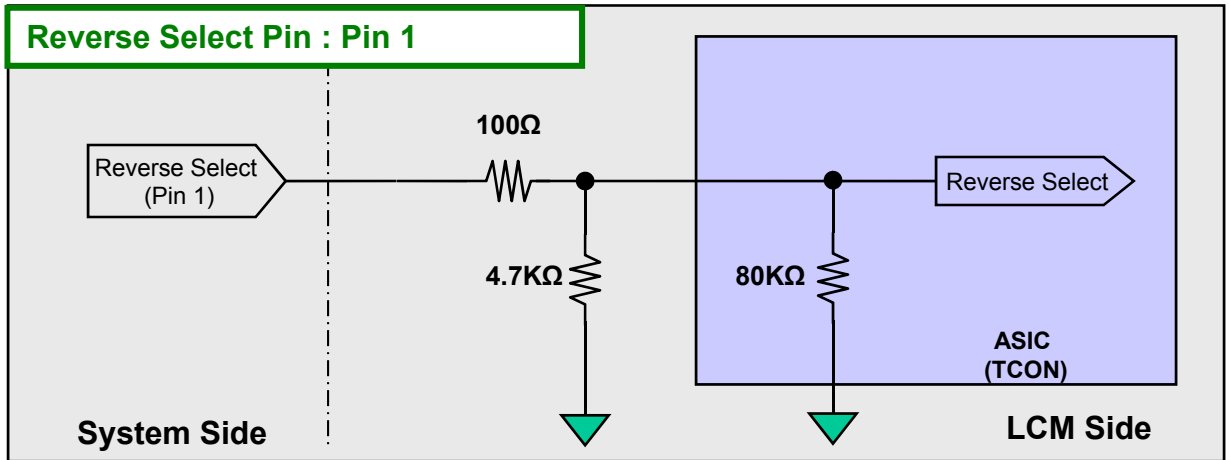 Reverse Select Pin : Pin 1
100Ω
Reverse Select
(Pin 1)
Reverse Select
4.7KΩ
80KΩ
ASIC
(TCON)
System Side
LCM Side